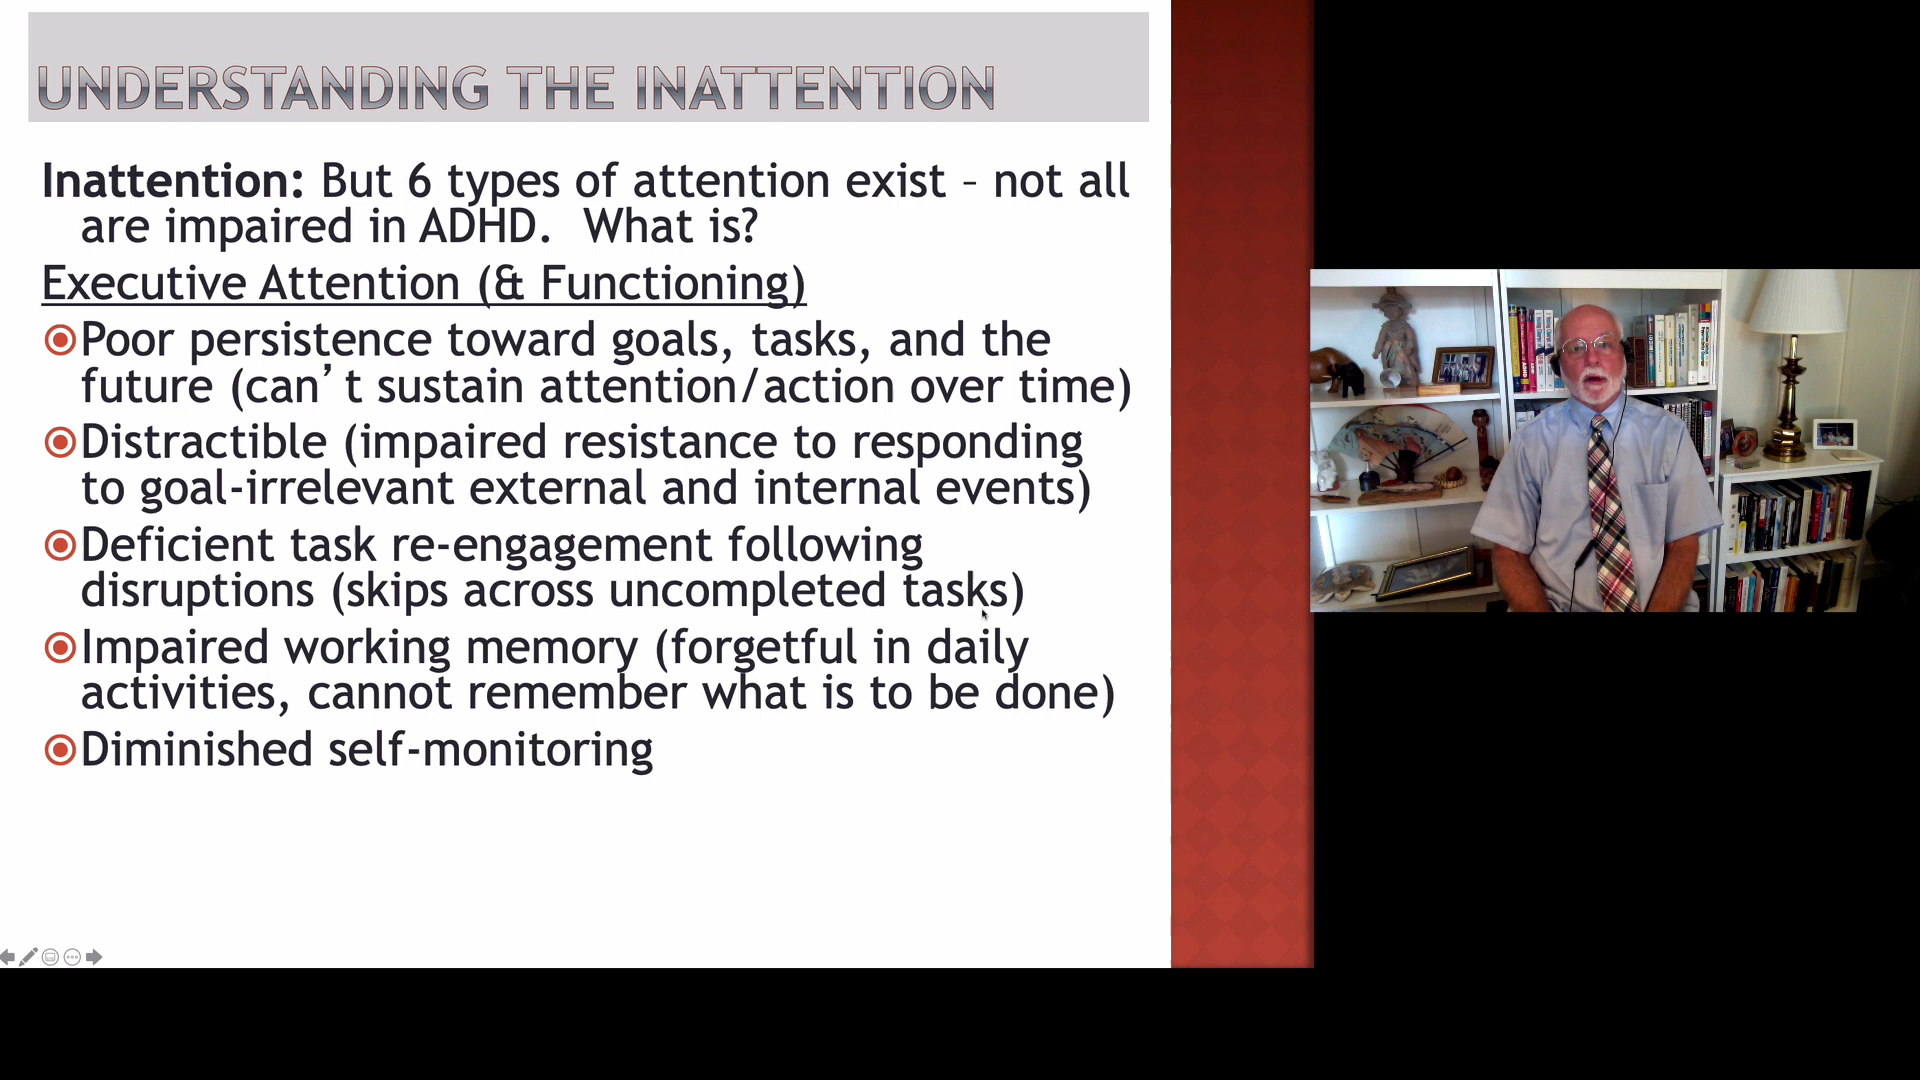 UNDERSTANDING THE INATTENTION
Inattention: But 6 types of attention exist – not all
are impaired in ADHD.  What is?
Executive Attention (& Functioning)
Poor persistence toward goals, tasks, and the
future (can’t sustain attention/action over time)
Distractible (impaired resistance to responding
to goal-irrelevant external and internal events)
Deficient task re-engagement following
disruptions (skips across uncompleted tasks)
Impaired working memory (forgetful in daily
activities, cannot remember what is to be done)
Diminished self-monitoring